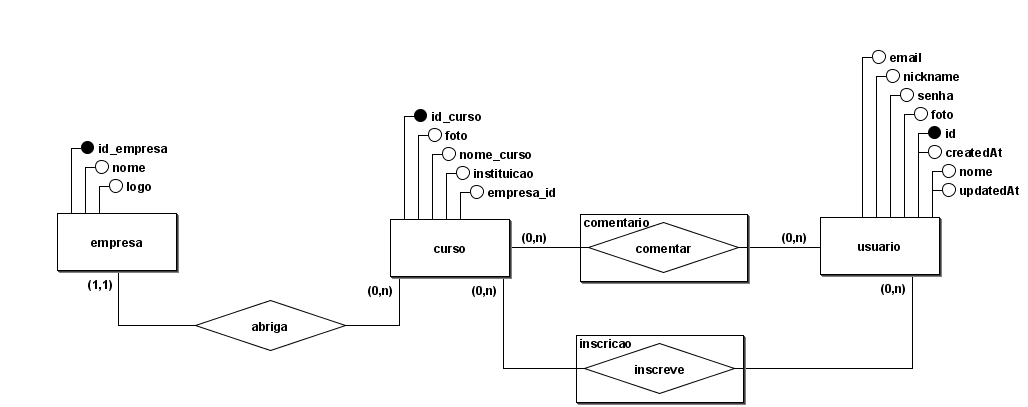 email
nickname
senha
foto
id
createdAt
nome
updatedAt
id_curso
foto
nome_curso
instituicao
empresa_id
id_empresa
nome
logo
empresa
curso
comentario
comentar
usuario
(0,n)
(0,n)
(1,1)
(0,n)
(0,n)
(0,n)
abriga
inscricao
inscreve